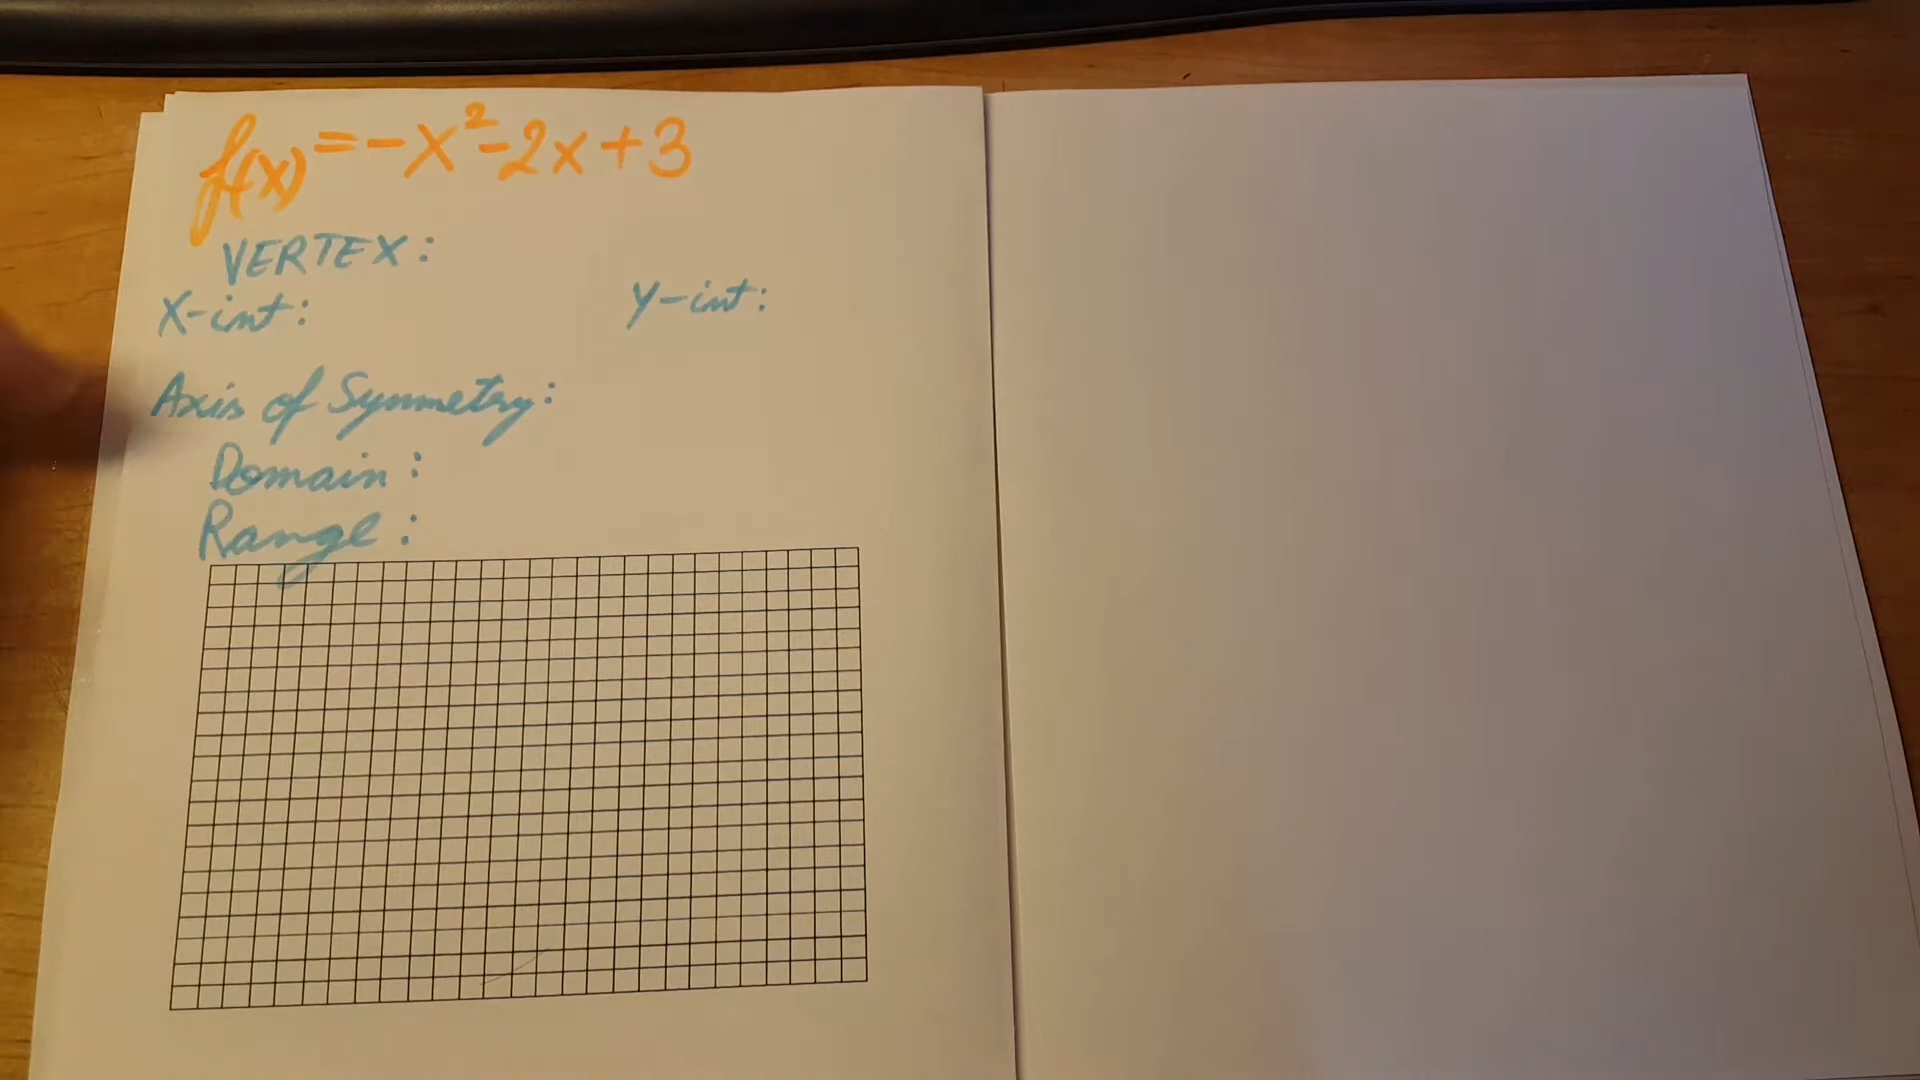 f(x) = -x²-2x+3
VERTEX:
X-int: Y-int:
Axis of Symmetry:
Domain:
Range: